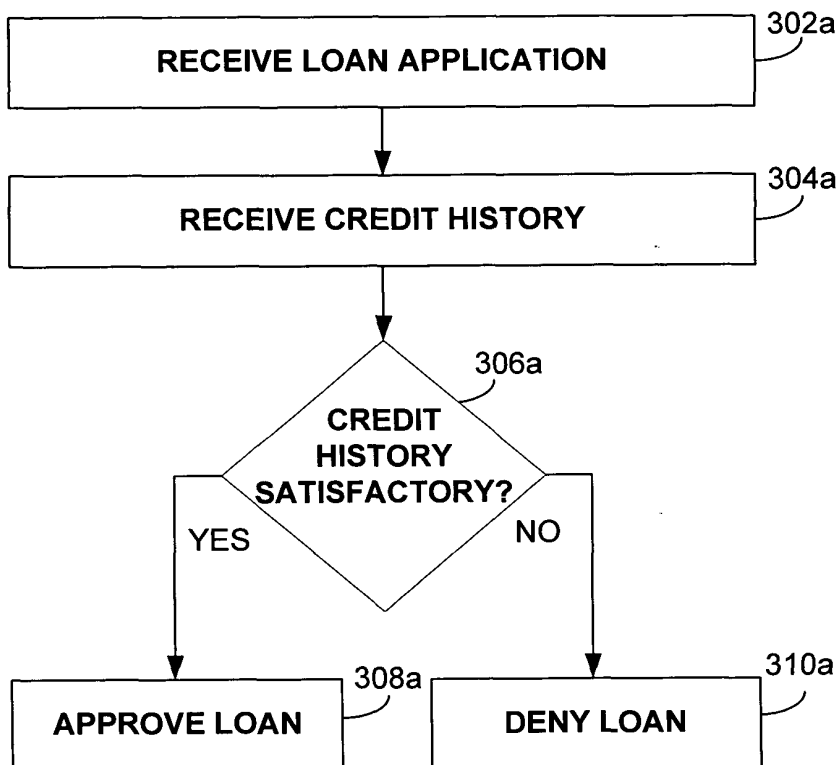 302a
RECEIVE LOAN APPLICATION
304a
RECEIVE CREDIT HISTORY
306a
CREDIT
HISTORY
SATISFACTORY?
YES
NO
308a
APPROVE LOAN
310a
DENY LOAN